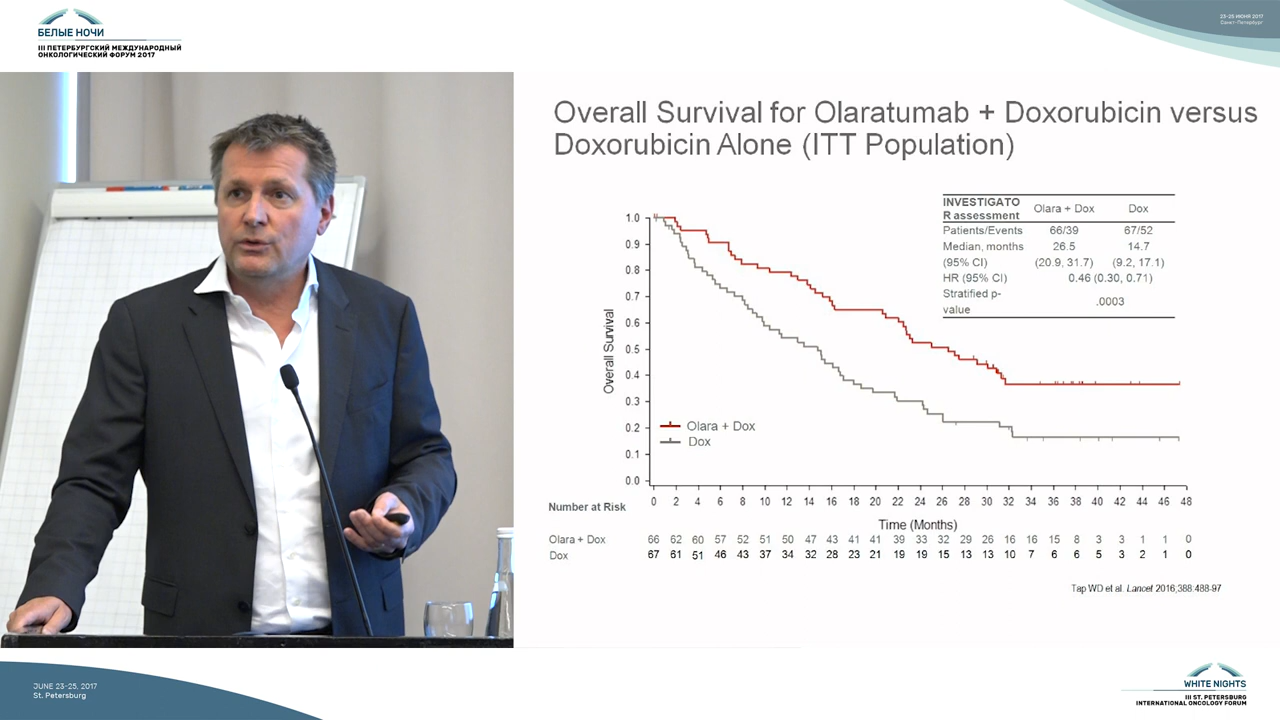 БЕЛЫЕ НОЧИ
III ПЕТЕРБУРГСКИЙ МЕЖДУНАРОДНЫЙ
ОНКОЛОГИЧЕСКИЙ ФОРУМ 2017
23-25 ИЮНЯ 2017
Санкт-Петербург
Overall Survival for Olaratumab + Doxorubicin versus
Doxorubicin Alone (ITT Population)
INVESTIGATO
R assessment Olara + Dox Dox
Patients/Events 66/39 67/52
Median, months 26.5 14.7
(95% CI) (20.9, 31.7) (9.2, 17.1)
HR (95% CI) 0.46 (0.30, 0.71)
Stratified p-
value .0003
1.0
0.9
0.8
0.7
0.6
0.5
0.4
0.3
0.2
0.1
0.0
Overall Survival
Olara + Dox
Dox
0 2 4 6 8 10 12 14 16 18 20 22 24 26 28 30 32 34 36 38 40 42 44 46 48
Number at Risk
Time (Months)
Olara + Dox 66 62 60 57 52 51 50 47 43 41 41 39 33 32 29 26 16 16 15 8 3 3 1 1 0
Dox 67 61 51 46 43 37 34 32 28 23 21 19 19 15 13 13 10 7 6 6 5 3 2 1 0
Tap WD et al. Lancet 2016,388:488-97
JUNE 23-25, 2017
St. Petersburg
WHITE NIGHTS
III ST. PETERSBURG
INTERNATIONAL ONCOLOGY FORUM